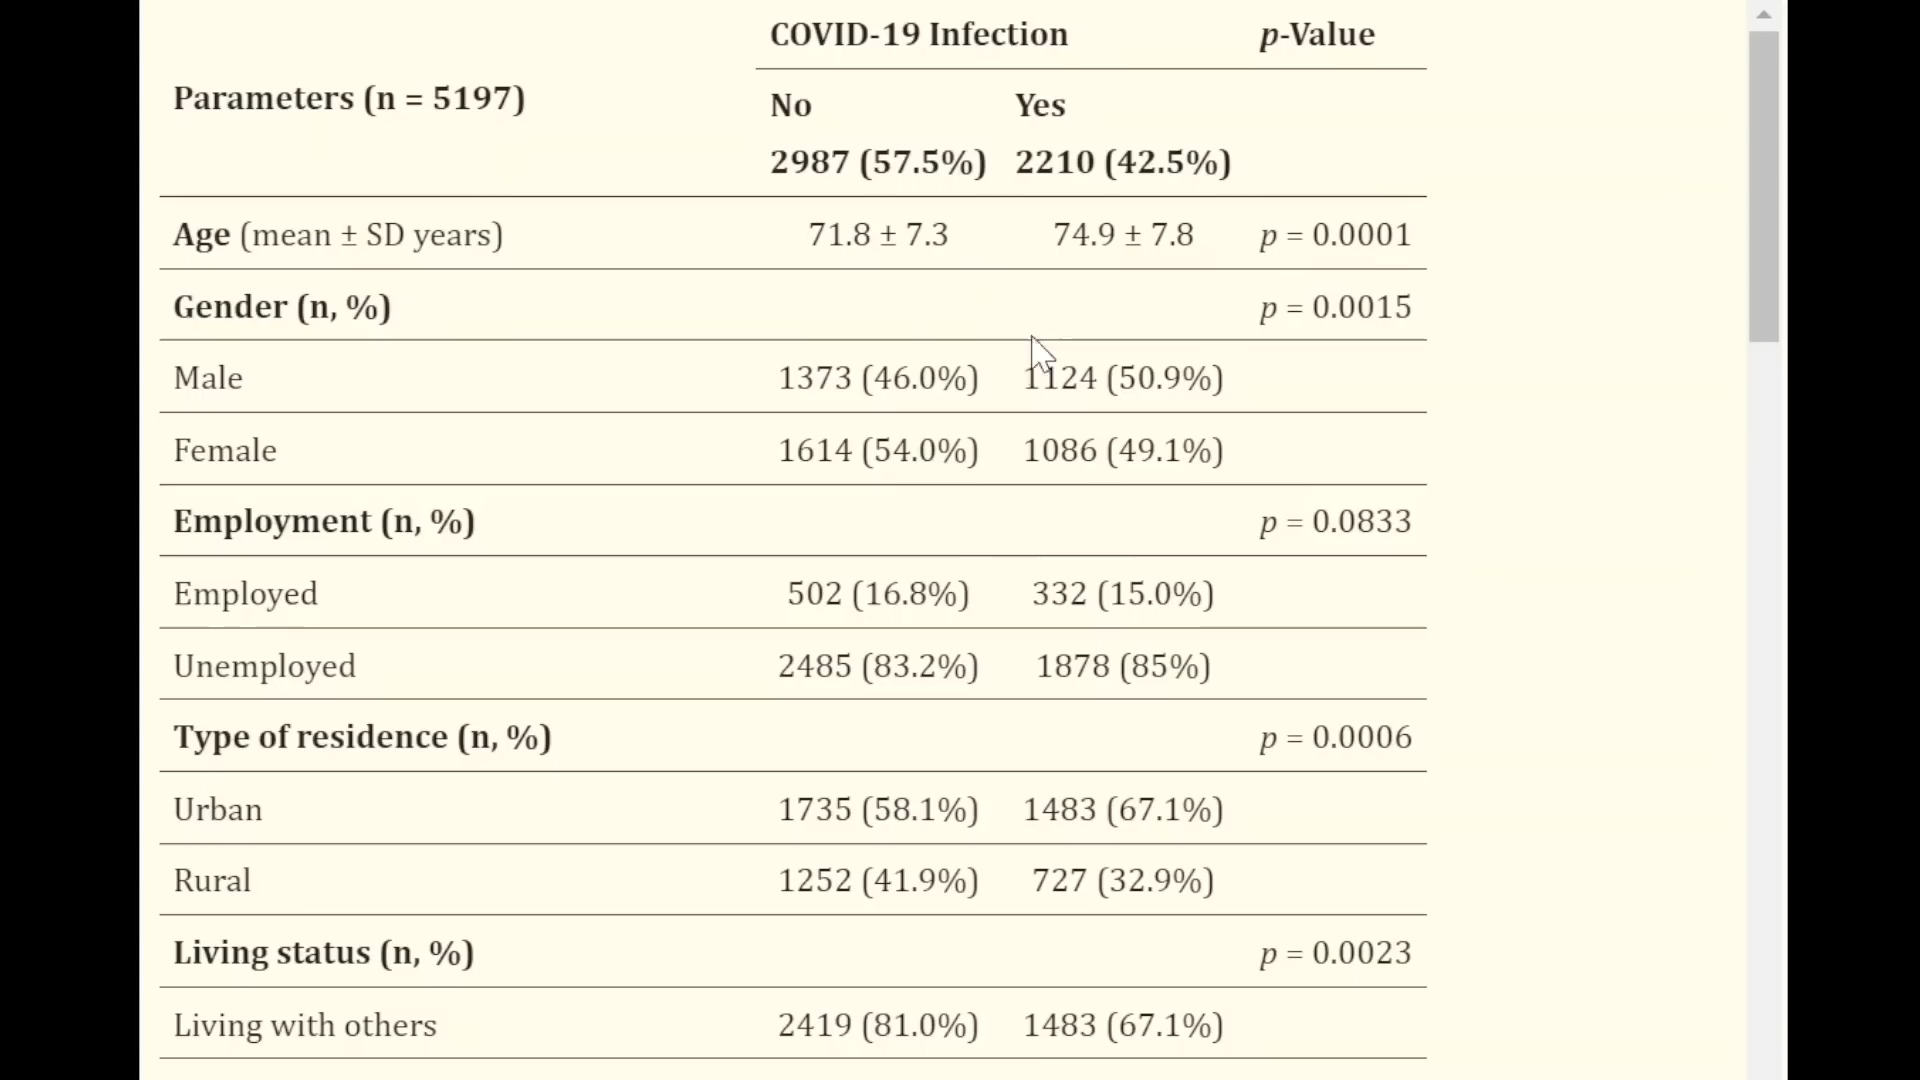 COVID-19 Infection p-Value
Parameters (n = 5197)
No Yes
2987 (57.5%) 2210 (42.5%)
Age (mean ± SD years) 71.8 ± 7.3 74.9 ± 7.8 p = 0.0001
Gender (n, %) p = 0.0015
Male 1373 (46.0%) 1124 (50.9%)
Female 1614 (54.0%) 1086 (49.1%)
Employment (n, %) p = 0.0833
Employed 502 (16.8%) 332 (15.0%)
Unemployed 2485 (83.2%) 1878 (85%)
Type of residence (n, %) p = 0.0006
Urban 1735 (58.1%) 1483 (67.1%)
Rural 1252 (41.9%) 727 (32.9%)
Living status (n, %) p = 0.0023
Living with others 2419 (81.0%) 1483 (67.1%)